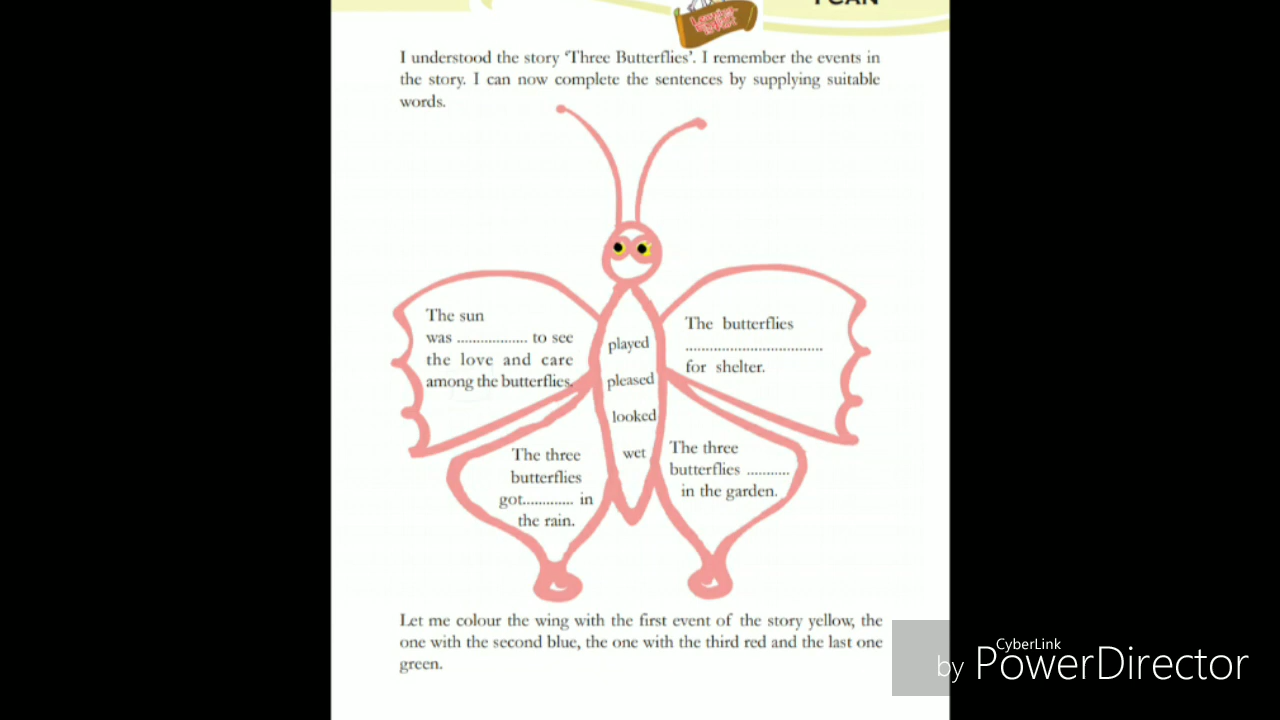 I CAN
I understood the story ‘Three Butterflies’. I remember the events in
the story. I can now complete the sentences by supplying suitable
words.
The sun
was .................. to see
the love and care
among the butterflies.
The butterflies
...................................
for shelter.
played
pleased
looked
wet
The three
butterflies
got............. in
the rain.
The three
butterflies ...........
in the garden.
Let me colour the wing with the first event of the story yellow, the
one with the second blue, the one with the third red and the last one
green.
CyberLink
by PowerDirector